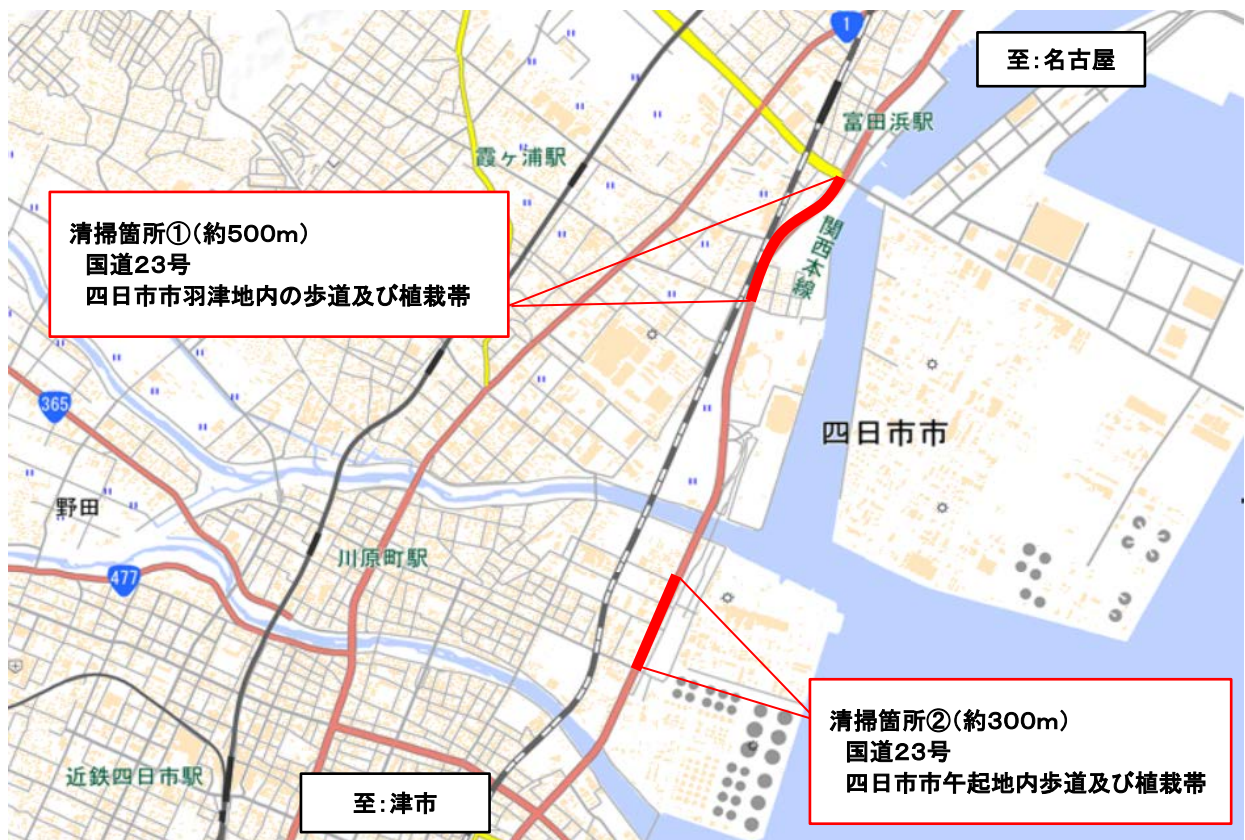 1
至:名古屋
富田浜駅
霞ヶ浦駅
清掃箇所①(約500m)
国道23号
四日市市羽津地内の歩道及び植栽帯
関西本線
365
四日市市
野田
川原町駅
477
清掃箇所②(約300m)
国道23号
四日市市午起地内歩道及び植栽帯
近鉄四日市駅
至:津市